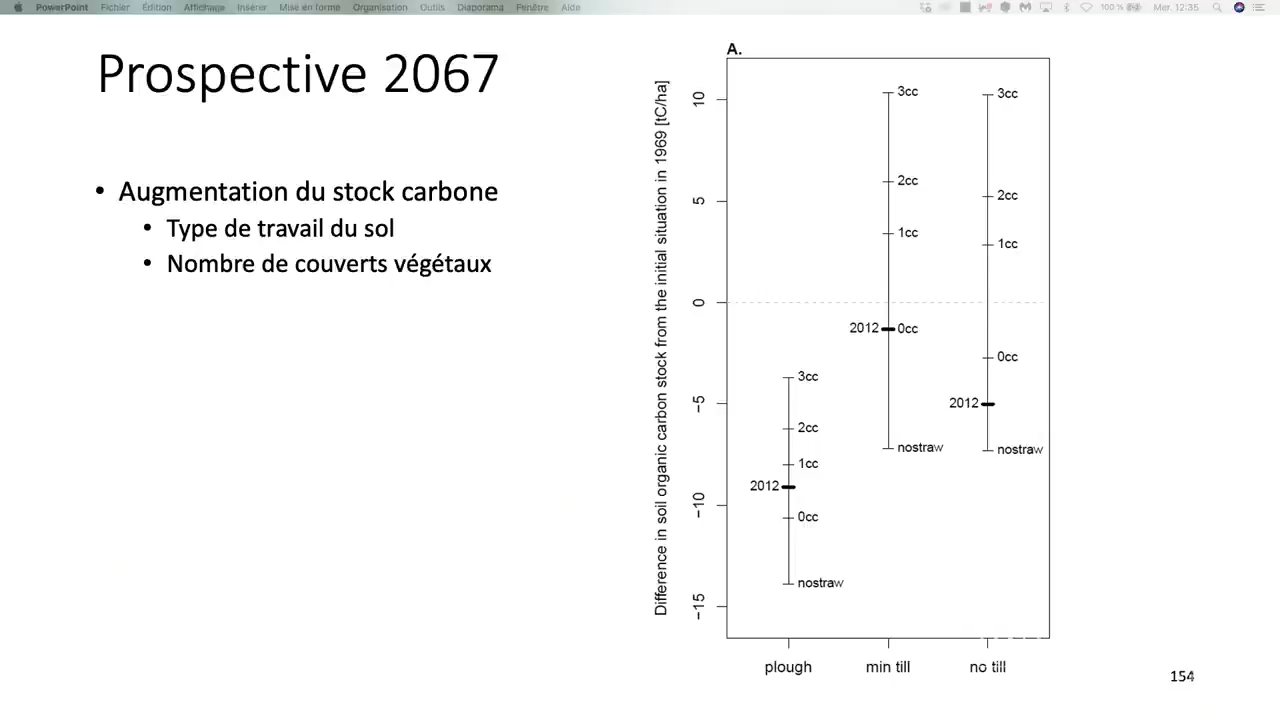 PowerPoint Fichier Édition Affichage Insérer Mise en forme Organisation Outils Diaporama Fenêtre Aide 100 % Mer. 12:35
Prospective 2067
• Augmentation du stock carbone
• Type de travail du sol
• Nombre de couverts végétaux
A.
Difference in soil organic carbon stock from the initial situation in 1969 [tC/ha]
10
5
0
−5
−10
−15
3cc
2cc
1cc
2012
0cc
nostraw
3cc
2cc
1cc
2012 0cc
nostraw
3cc
2cc
1cc
0cc
2012
nostraw
plough min till no till
154